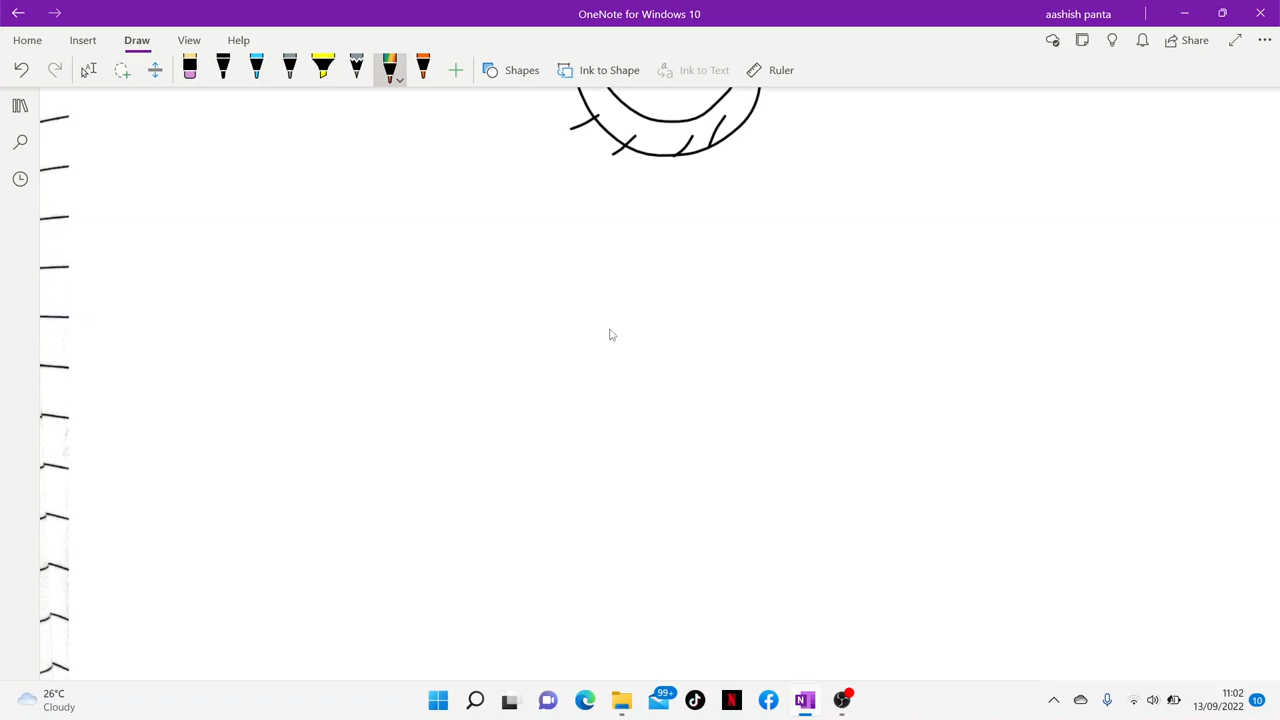 OneNote for Windows 10
aashish panta
Home
Insert
Draw
View
Help
Share
Shapes
Ink to Shape
Ink to Text
Ruler
26°C
Cloudy
99+
N
N
11:02
13/09/2022
10